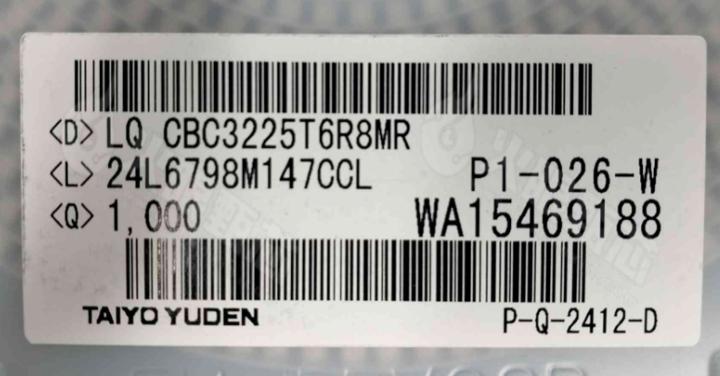 <D> LQ CBC3225T6R8MR
<L> 24L6798M147CCL P1-026-W
<Q> 1,000 WA15469188
TAIYO YUDEN P-Q-2412-D